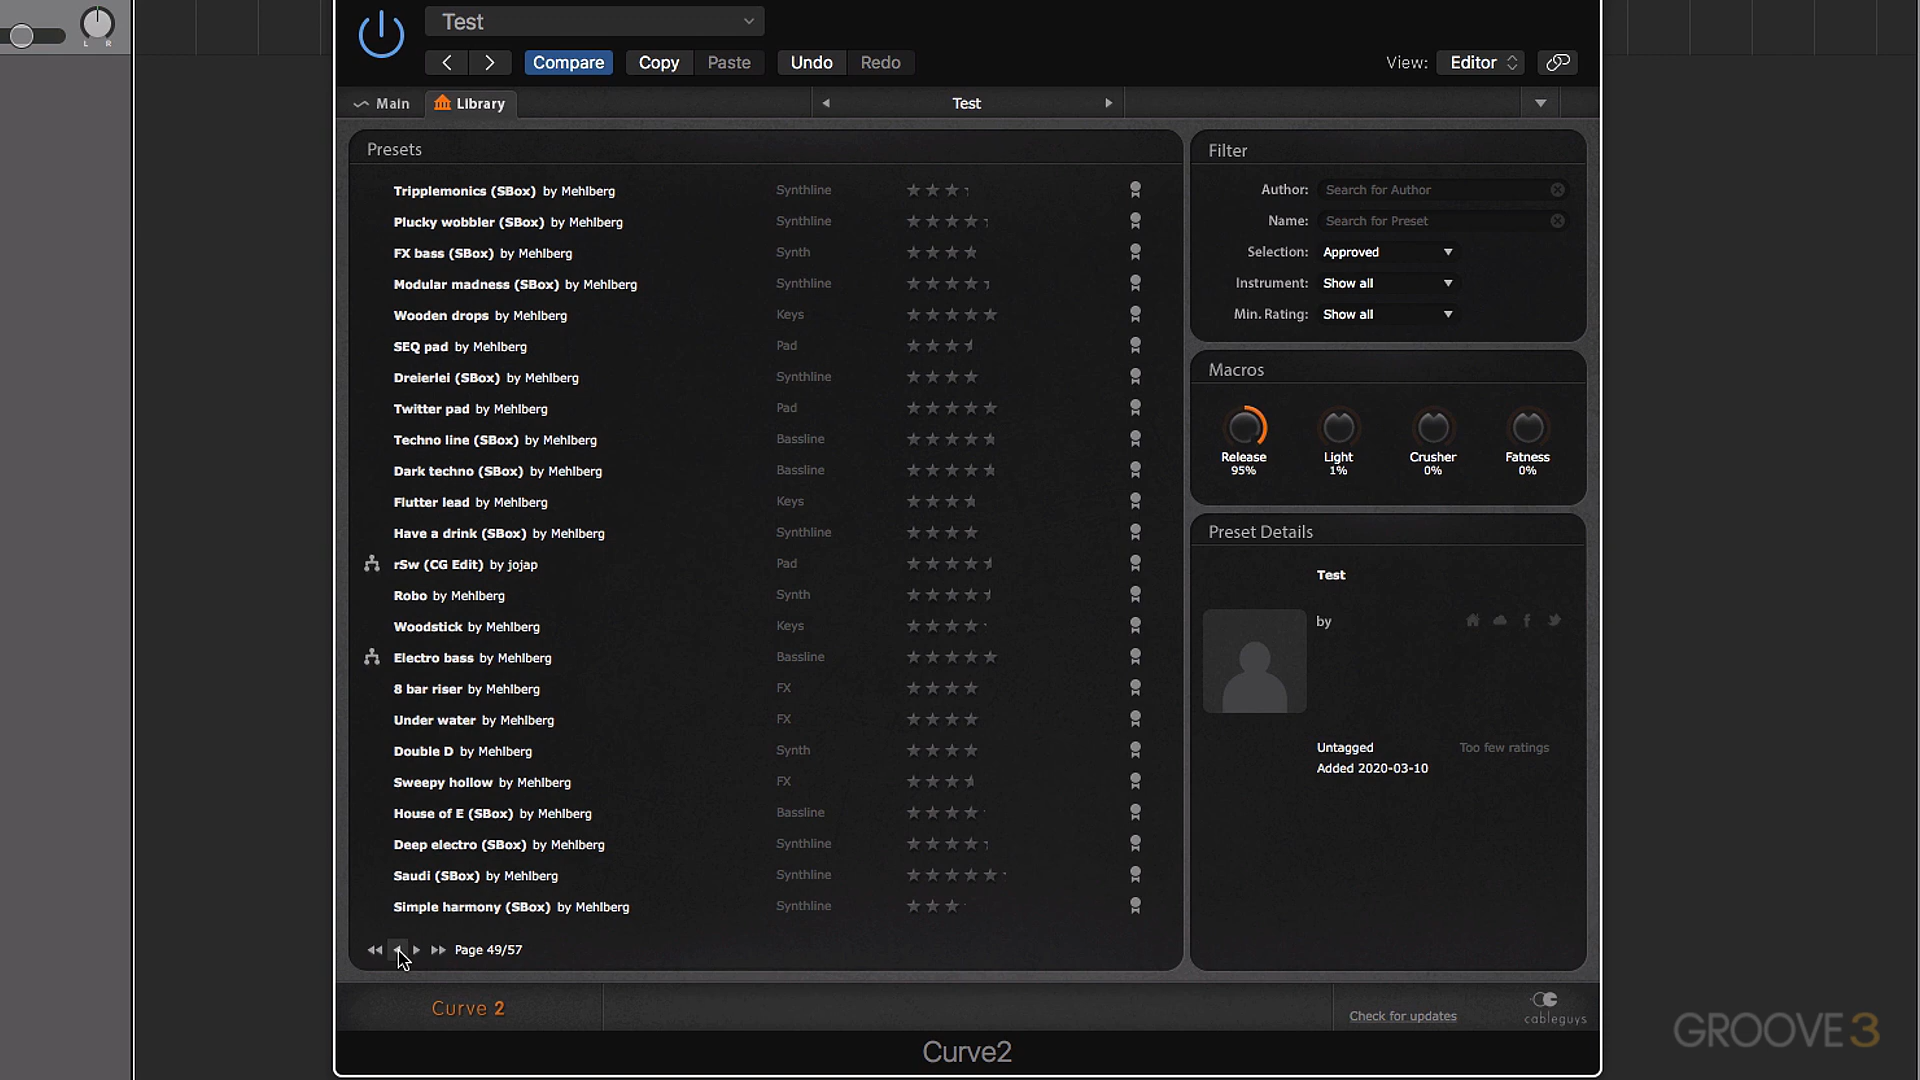 L R
Test
Compare Copy Paste Undo Redo View: Editor
Main Library Test
Presets
Tripplemonics (SBox) by Mehlberg Synthline
Plucky wobbler (SBox) by Mehlberg Synthline
FX bass (SBox) by Mehlberg Synth
Modular madness (SBox) by Mehlberg Synthline
Wooden drops by Mehlberg Keys
SEQ pad by Mehlberg Pad
Dreierlei (SBox) by Mehlberg Synthline
Twitter pad by Mehlberg Pad
Techno line (SBox) by Mehlberg Bassline
Dark techno (SBox) by Mehlberg Bassline
Flutter lead by Mehlberg Keys
Have a drink (SBox) by Mehlberg Synthline
rSw (CG Edit) by jojap Pad
Robo by Mehlberg Synth
Woodstick by Mehlberg Keys
Electro bass by Mehlberg Bassline
8 bar riser by Mehlberg FX
Under water by Mehlberg FX
Double D by Mehlberg Synth
Sweepy hollow by Mehlberg FX
House of E (SBox) by Mehlberg Bassline
Deep electro (SBox) by Mehlberg Synthline
Saudi (SBox) by Mehlberg Synthline
Simple harmony (SBox) by Mehlberg Synthline
Page 49/57
Filter
Author: Search for Author
Name: Search for Preset
Selection: Approved
Instrument: Show all
Min. Rating: Show all
Macros
Release Light Crusher Fatness
95% 1% 0% 0%
Preset Details
Test
by
Untagged Too few ratings
Added 2020-03-10
Curve 2
Check for updates
cableguys
Curve2
GROOVE3